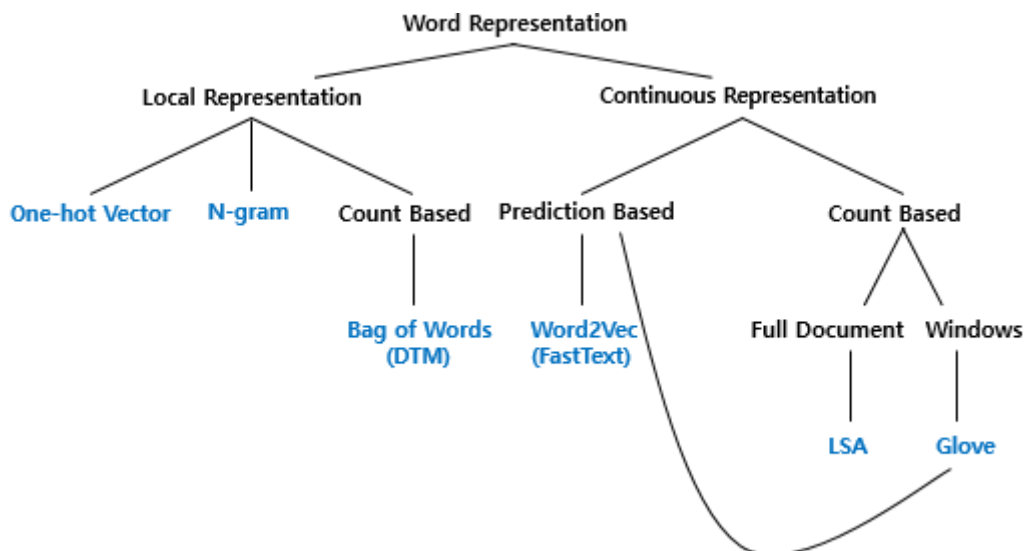 Word Representation
Local Representation
Continuous Representation
One-hot Vector
N-gram
Count Based
Prediction Based
Count Based
Bag of Words
(DTM)
Word2Vec
(FastText)
Full Document
Windows
LSA
Glove